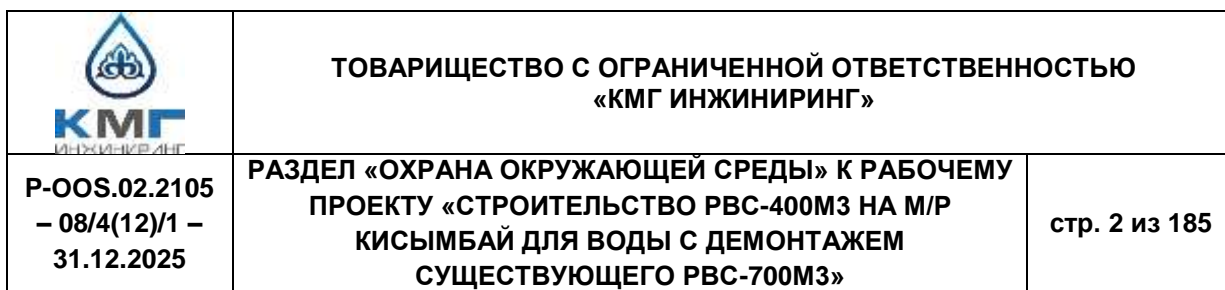 ТОВАРИЩЕСТВО С ОГРАНИЧЕННОЙ ОТВЕТСТВЕННОСТЬЮ
«КМГ ИНЖИНИРИНГ»
КМГ
ИНЖИНИРИНГ
P-OOS.02.2105
– 08/4(12)/1 –
31.12.2025
РАЗДЕЛ «ОХРАНА ОКРУЖАЮЩЕЙ СРЕДЫ» К РАБОЧЕМУ
ПРОЕКТУ «СТРОИТЕЛЬСТВО РВС-400М3 НА М/Р
КИСЫМБАЙ ДЛЯ ВОДЫ С ДЕМОНТАЖЕМ
СУЩЕСТВУЮЩЕГО РВС-700М3»
стр. 2 из 185